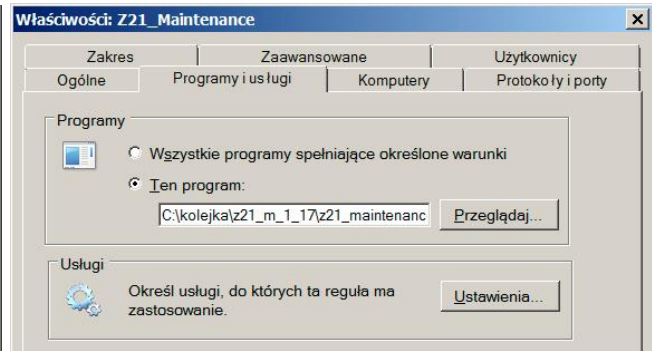 Właściwości: Z21_Maintenance
Zakres Zaawansowane Użytkownicy
Ogólne Programy i usługi Komputery Protokoły i porty
Programy
Wszystkie programy spełniające określone warunki
Ten program:
C:\kolejka\z21_m_1_17\z21_maintenanc Przeglądaj...
Usługi
Określ usługi, do których ta reguła ma
zastosowanie.
Ustawienia...